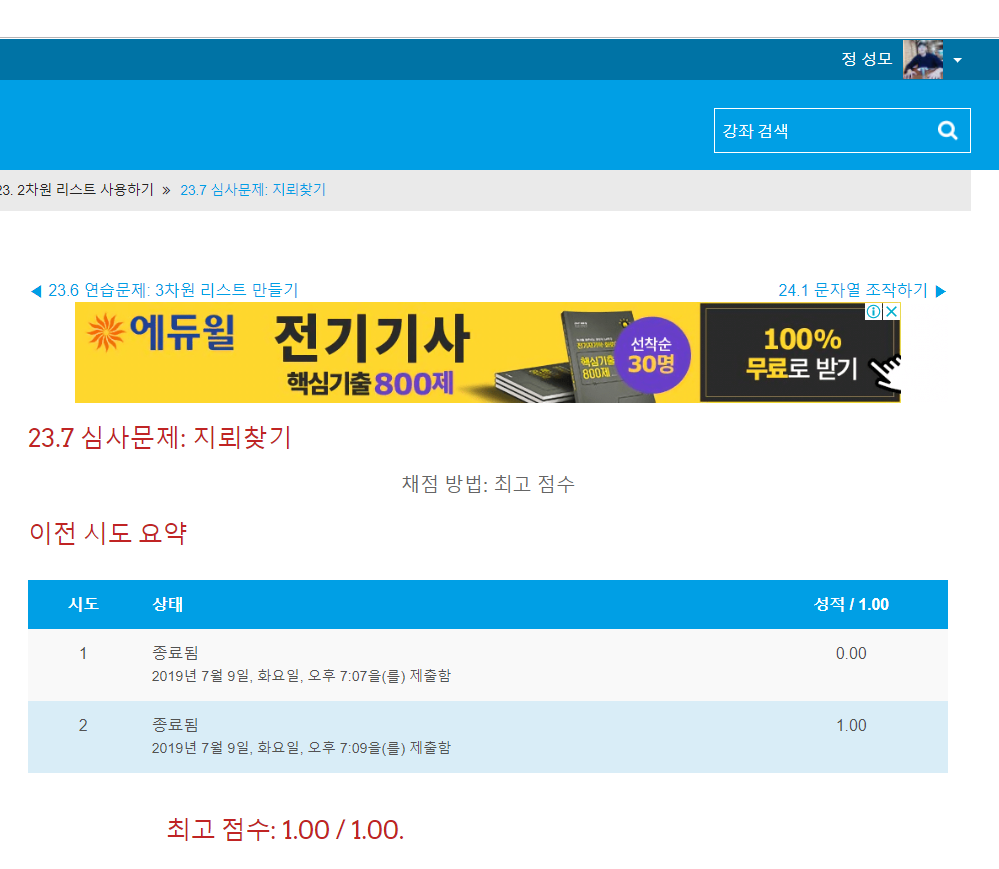 정 성모
강좌 검색
23. 2차원 리스트 사용하기 » 23.7 심사문제: 지뢰찾기
◀ 23.6 연습문제: 3차원 리스트 만들기
24.1 문자열 조작하기 ▶
에듀윌
전기기사
핵심기출 800제
핵심기출
800제
선착순
30명
100%
무료로 받기
23.7 심사문제: 지뢰찾기
채점 방법: 최고 점수
이전 시도 요약
시도 상태 성적 / 1.00
1 종료됨 0.00
2019년 7월 9일, 화요일, 오후 7:07을(를) 제출함
2 종료됨 1.00
2019년 7월 9일, 화요일, 오후 7:09을(를) 제출함
최고 점수: 1.00 / 1.00.